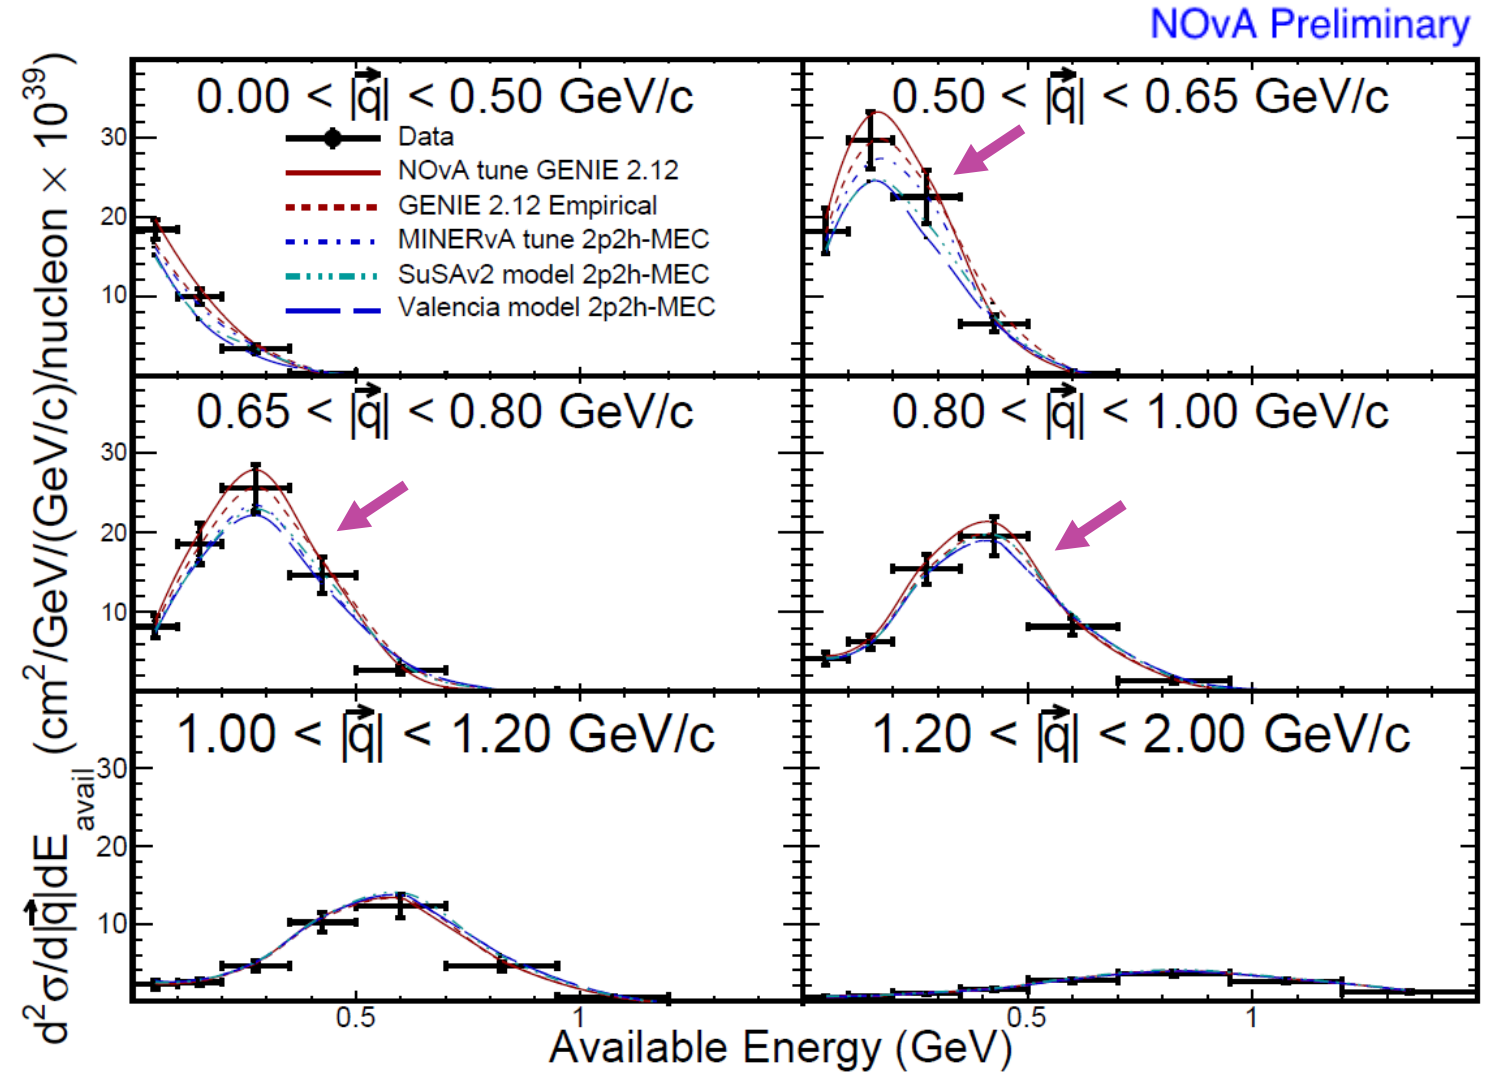 NOvA Preliminary
d²σ/d|q⃗|dE_avail (cm²/GeV/(GeV/c)/nucleon × 10³⁹)
0.00 < |q⃗| < 0.50 GeV/c
30
20
10
Data
NOvA tune GENIE 2.12
GENIE 2.12 Empirical
MINERvA tune 2p2h-MEC
SuSAv2 model 2p2h-MEC
Valencia model 2p2h-MEC
0.50 < |q⃗| < 0.65 GeV/c
0.65 < |q⃗| < 0.80 GeV/c
30
20
10
0.80 < |q⃗| < 1.00 GeV/c
1.00 < |q⃗| < 1.20 GeV/c
30
20
10
1.20 < |q⃗| < 2.00 GeV/c
0.5
1
0.5
1
Available Energy (GeV)